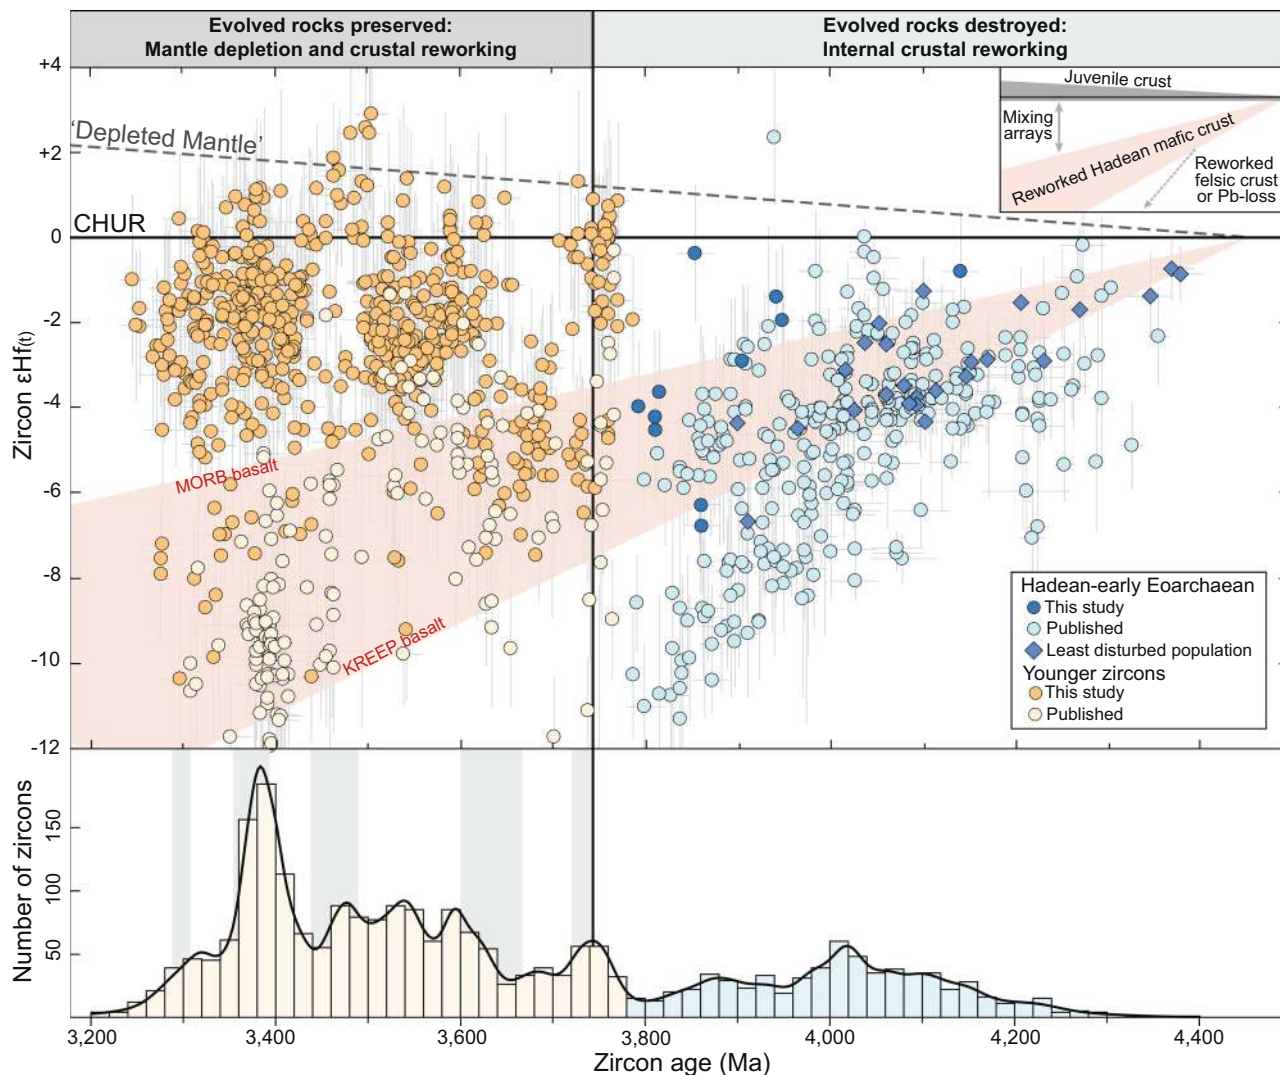 Evolved rocks preserved:
Mantle depletion and crustal reworking
Evolved rocks destroyed:
Internal crustal reworking
+4
+2
0
-2
-4
-6
-8
-10
-12
Zircon εHf(t)
'Depleted Mantle'
CHUR
MORB basalt
KREEP basalt
Juvenile crust
Mixing
arrays
Reworked Hadean mafic crust
Reworked
felsic crust
or Pb-loss
Hadean-early Eoarchaean
This study
Published
Least disturbed population
Younger zircons
This study
Published
Number of zircons
150
100
50
3,200
3,400
3,600
3,800
4,000
4,200
4,400
Zircon age (Ma)